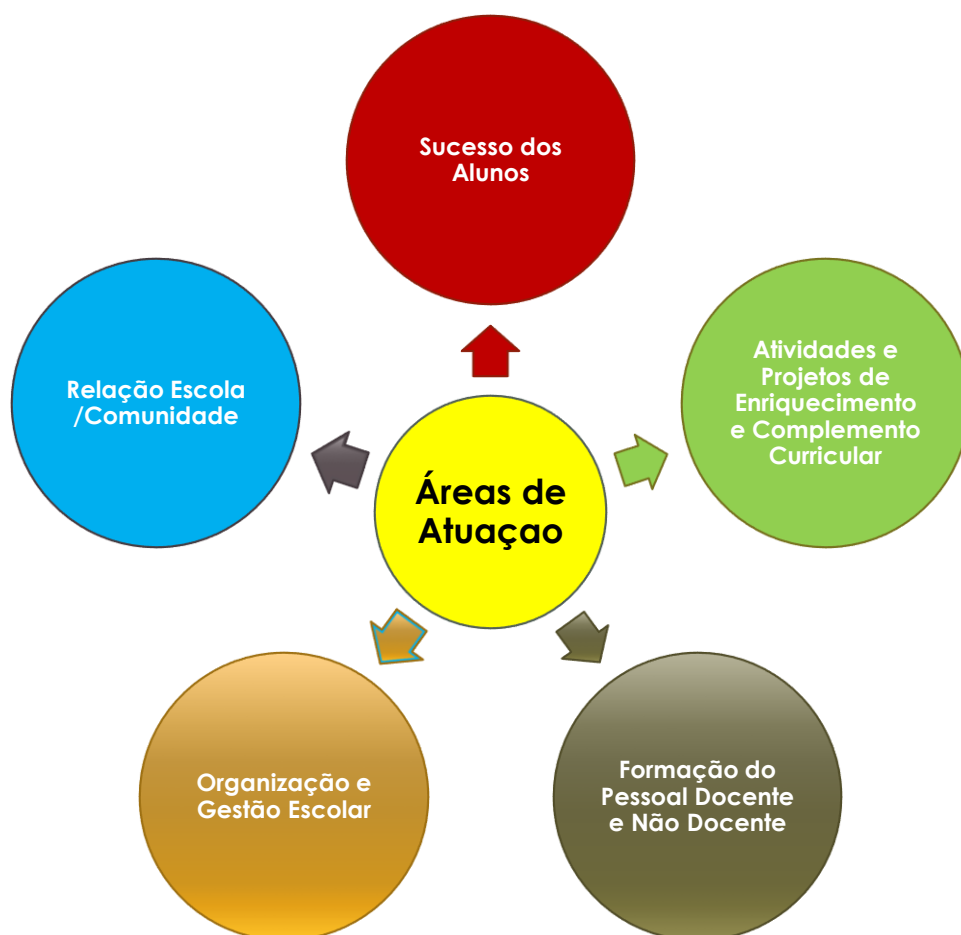 Sucesso dos
Alunos
Atividades e
Projetos de
Enriquecimento
e Complemento
Curricular
Relação Escola
/Comunidade
Áreas de
Atuaçao
Formação do
Pessoal Docente
e Não Docente
Organização e
Gestão Escolar